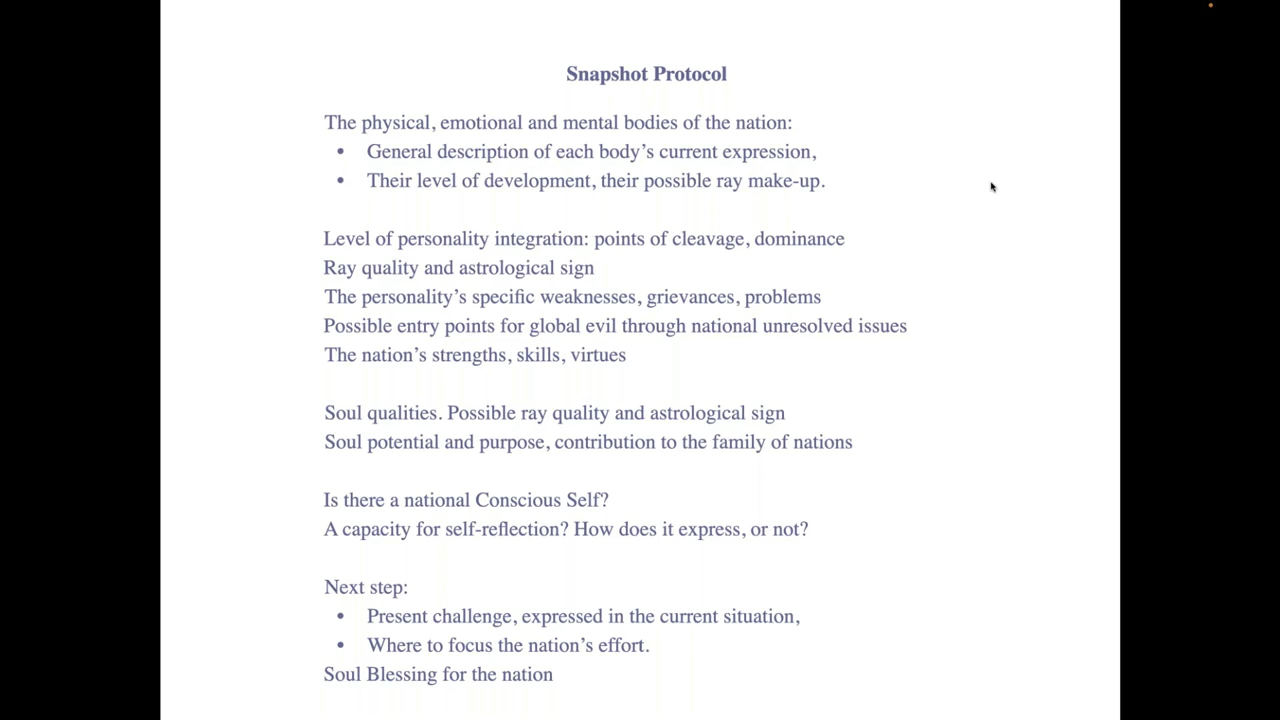 Snapshot Protocol
The physical, emotional and mental bodies of the nation:
• General description of each body’s current expression,
• Their level of development, their possible ray make-up.
Level of personality integration: points of cleavage, dominance
Ray quality and astrological sign
The personality’s specific weaknesses, grievances, problems
Possible entry points for global evil through national unresolved issues
The nation’s strengths, skills, virtues
Soul qualities. Possible ray quality and astrological sign
Soul potential and purpose, contribution to the family of nations
Is there a national Conscious Self?
A capacity for self-reflection? How does it express, or not?
Next step:
• Present challenge, expressed in the current situation,
• Where to focus the nation’s effort.
Soul Blessing for the nation